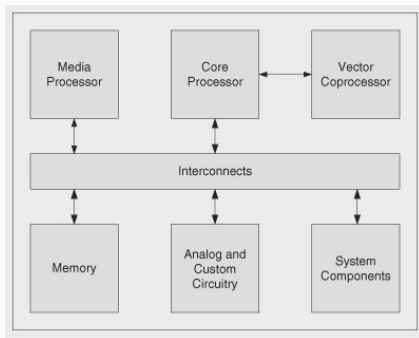 Media
Processor
Core
Processor
Vector
Coprocessor
Interconnects
Memory
Analog and
Custom
Circuitry
System
Components